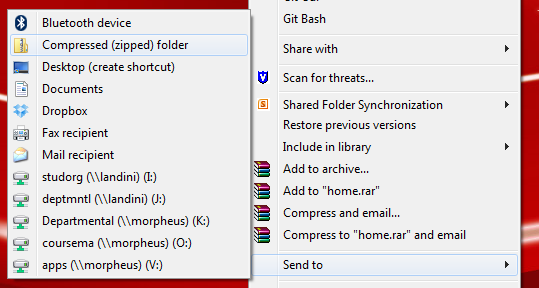 Bluetooth device
Compressed (zipped) folder
Desktop (create shortcut)
Documents
Dropbox
Fax recipient
Mail recipient
studorg (\\landini) (I:)
deptmntl (\\landini) (J:)
Departmental (\\morpheus) (K:)
coursema (\\morpheus) (O:)
apps (\\morpheus) (V:)
Git Bash
Share with
Scan for threats...
Shared Folder Synchronization
Restore previous versions
Include in library
Add to archive...
Add to "home.rar"
Compress and email...
Compress to "home.rar" and email
Send to